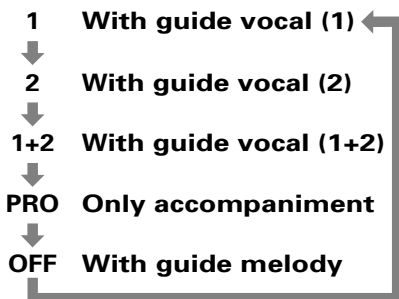 1 With guide vocal (1)
2 With guide vocal (2)
1+2 With guide vocal (1+2)
PRO Only accompaniment
OFF With guide melody